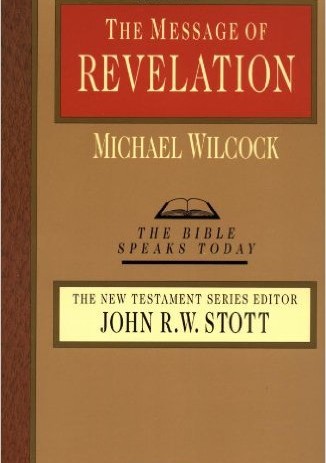 THE MESSAGE OF
REVELATION
MICHAEL WILCOCK
THE BIBLE
SPEAKS TODAY
THE NEW TESTAMENT SERIES EDITOR
JOHN R.W. STOTT